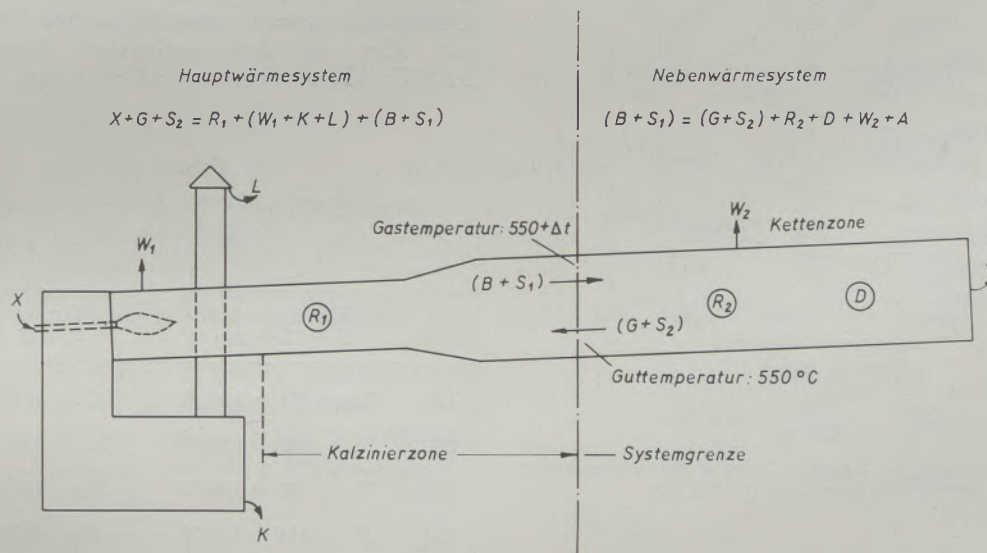 Hauptwärmesystem
X+G+S₂ = R₁+(W₁+K+L)+(B+S₁)
Nebenwärmesystem
(B+S₁) = (G+S₂)+R₂+D+W₂+A
L
Gastemperatur: 550+Δt
W₂
Kettenzone
W₁
(B+S₁)
X
R₁
R₂
D
(G+S₂)
Guttemperatur: 550 °C
Kalzinierzone
Systemgrenze
K